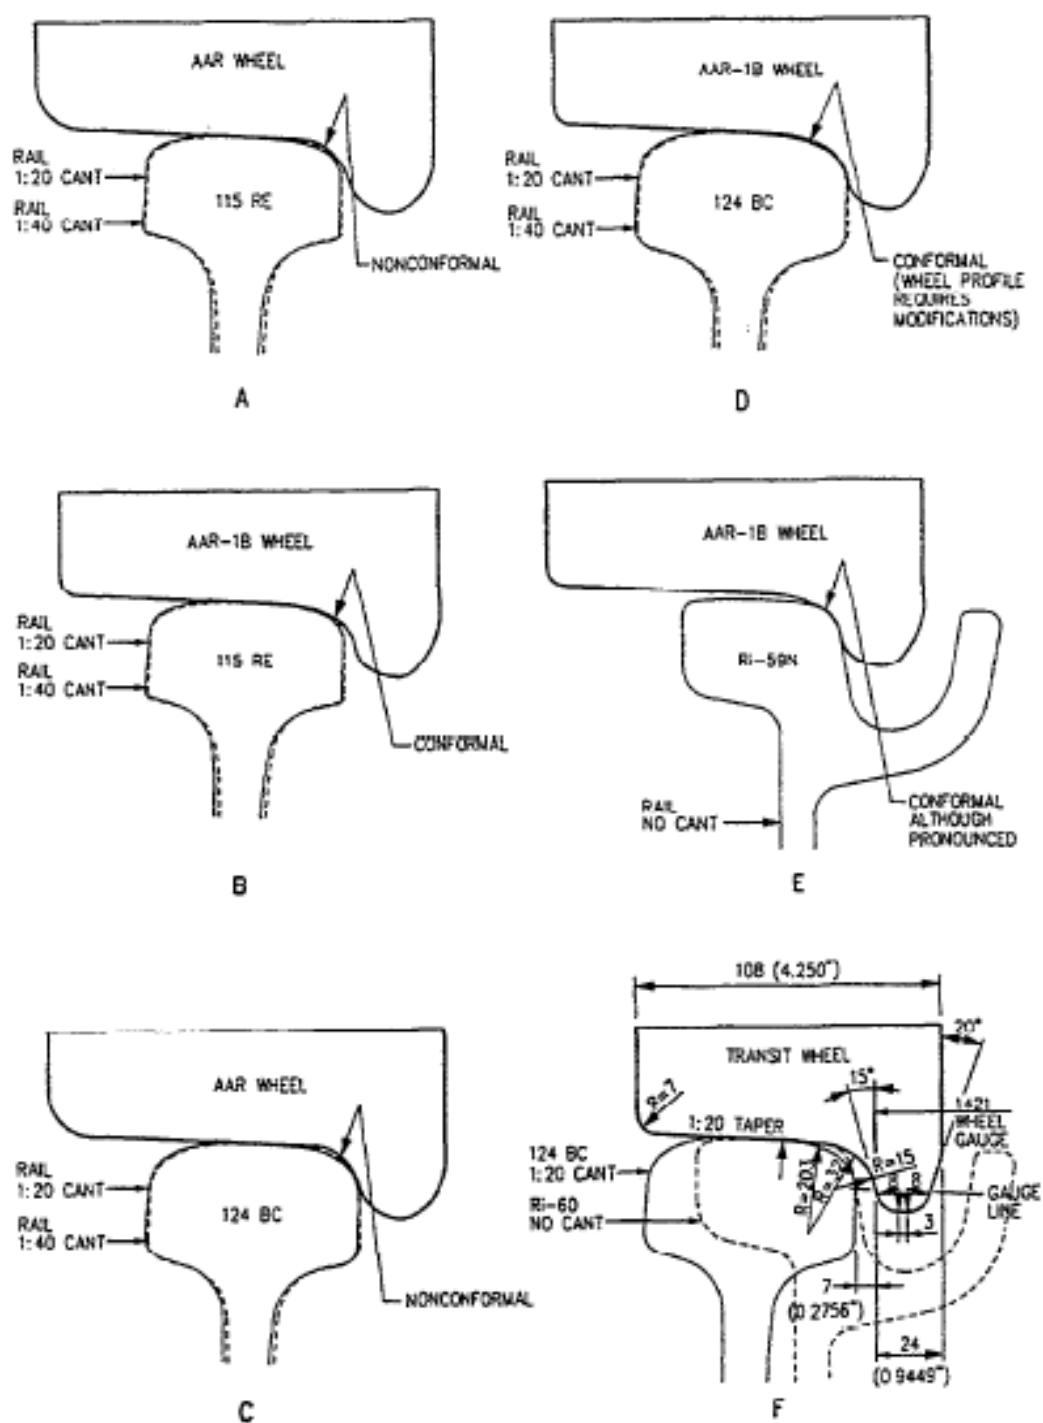 AAR WHEEL
RAIL
1:20 CANT
RAIL
1:40 CANT
115 RE
NONCONFORMAL
A
AAR-1B WHEEL
RAIL
1:20 CANT
RAIL
1:40 CANT
124 BC
CONFORMAL
(WHEEL PROFILE
REQUIRES
MODIFICATIONS)
D
AAR-1B WHEEL
RAIL
1:20 CANT
RAIL
1:40 CANT
115 RE
CONFORMAL
B
AAR-1B WHEEL
Ri-59N
RAIL
NO CANT
CONFORMAL
ALTHOUGH
PRONOUNCED
E
AAR WHEEL
RAIL
1:20 CANT
RAIL
1:40 CANT
124 BC
NONCONFORMAL
C
108 (4.250")
20°
TRANSIT WHEEL
15°
R=7
1421
WHEEL
GAUGE
1:20 TAPER
124 BC
1:20 CANT
Ri-60
NO CANT
R=203
R=15
8
8
GAUGE
LINE
3
7
(0.2756")
24
(0.9449")
F